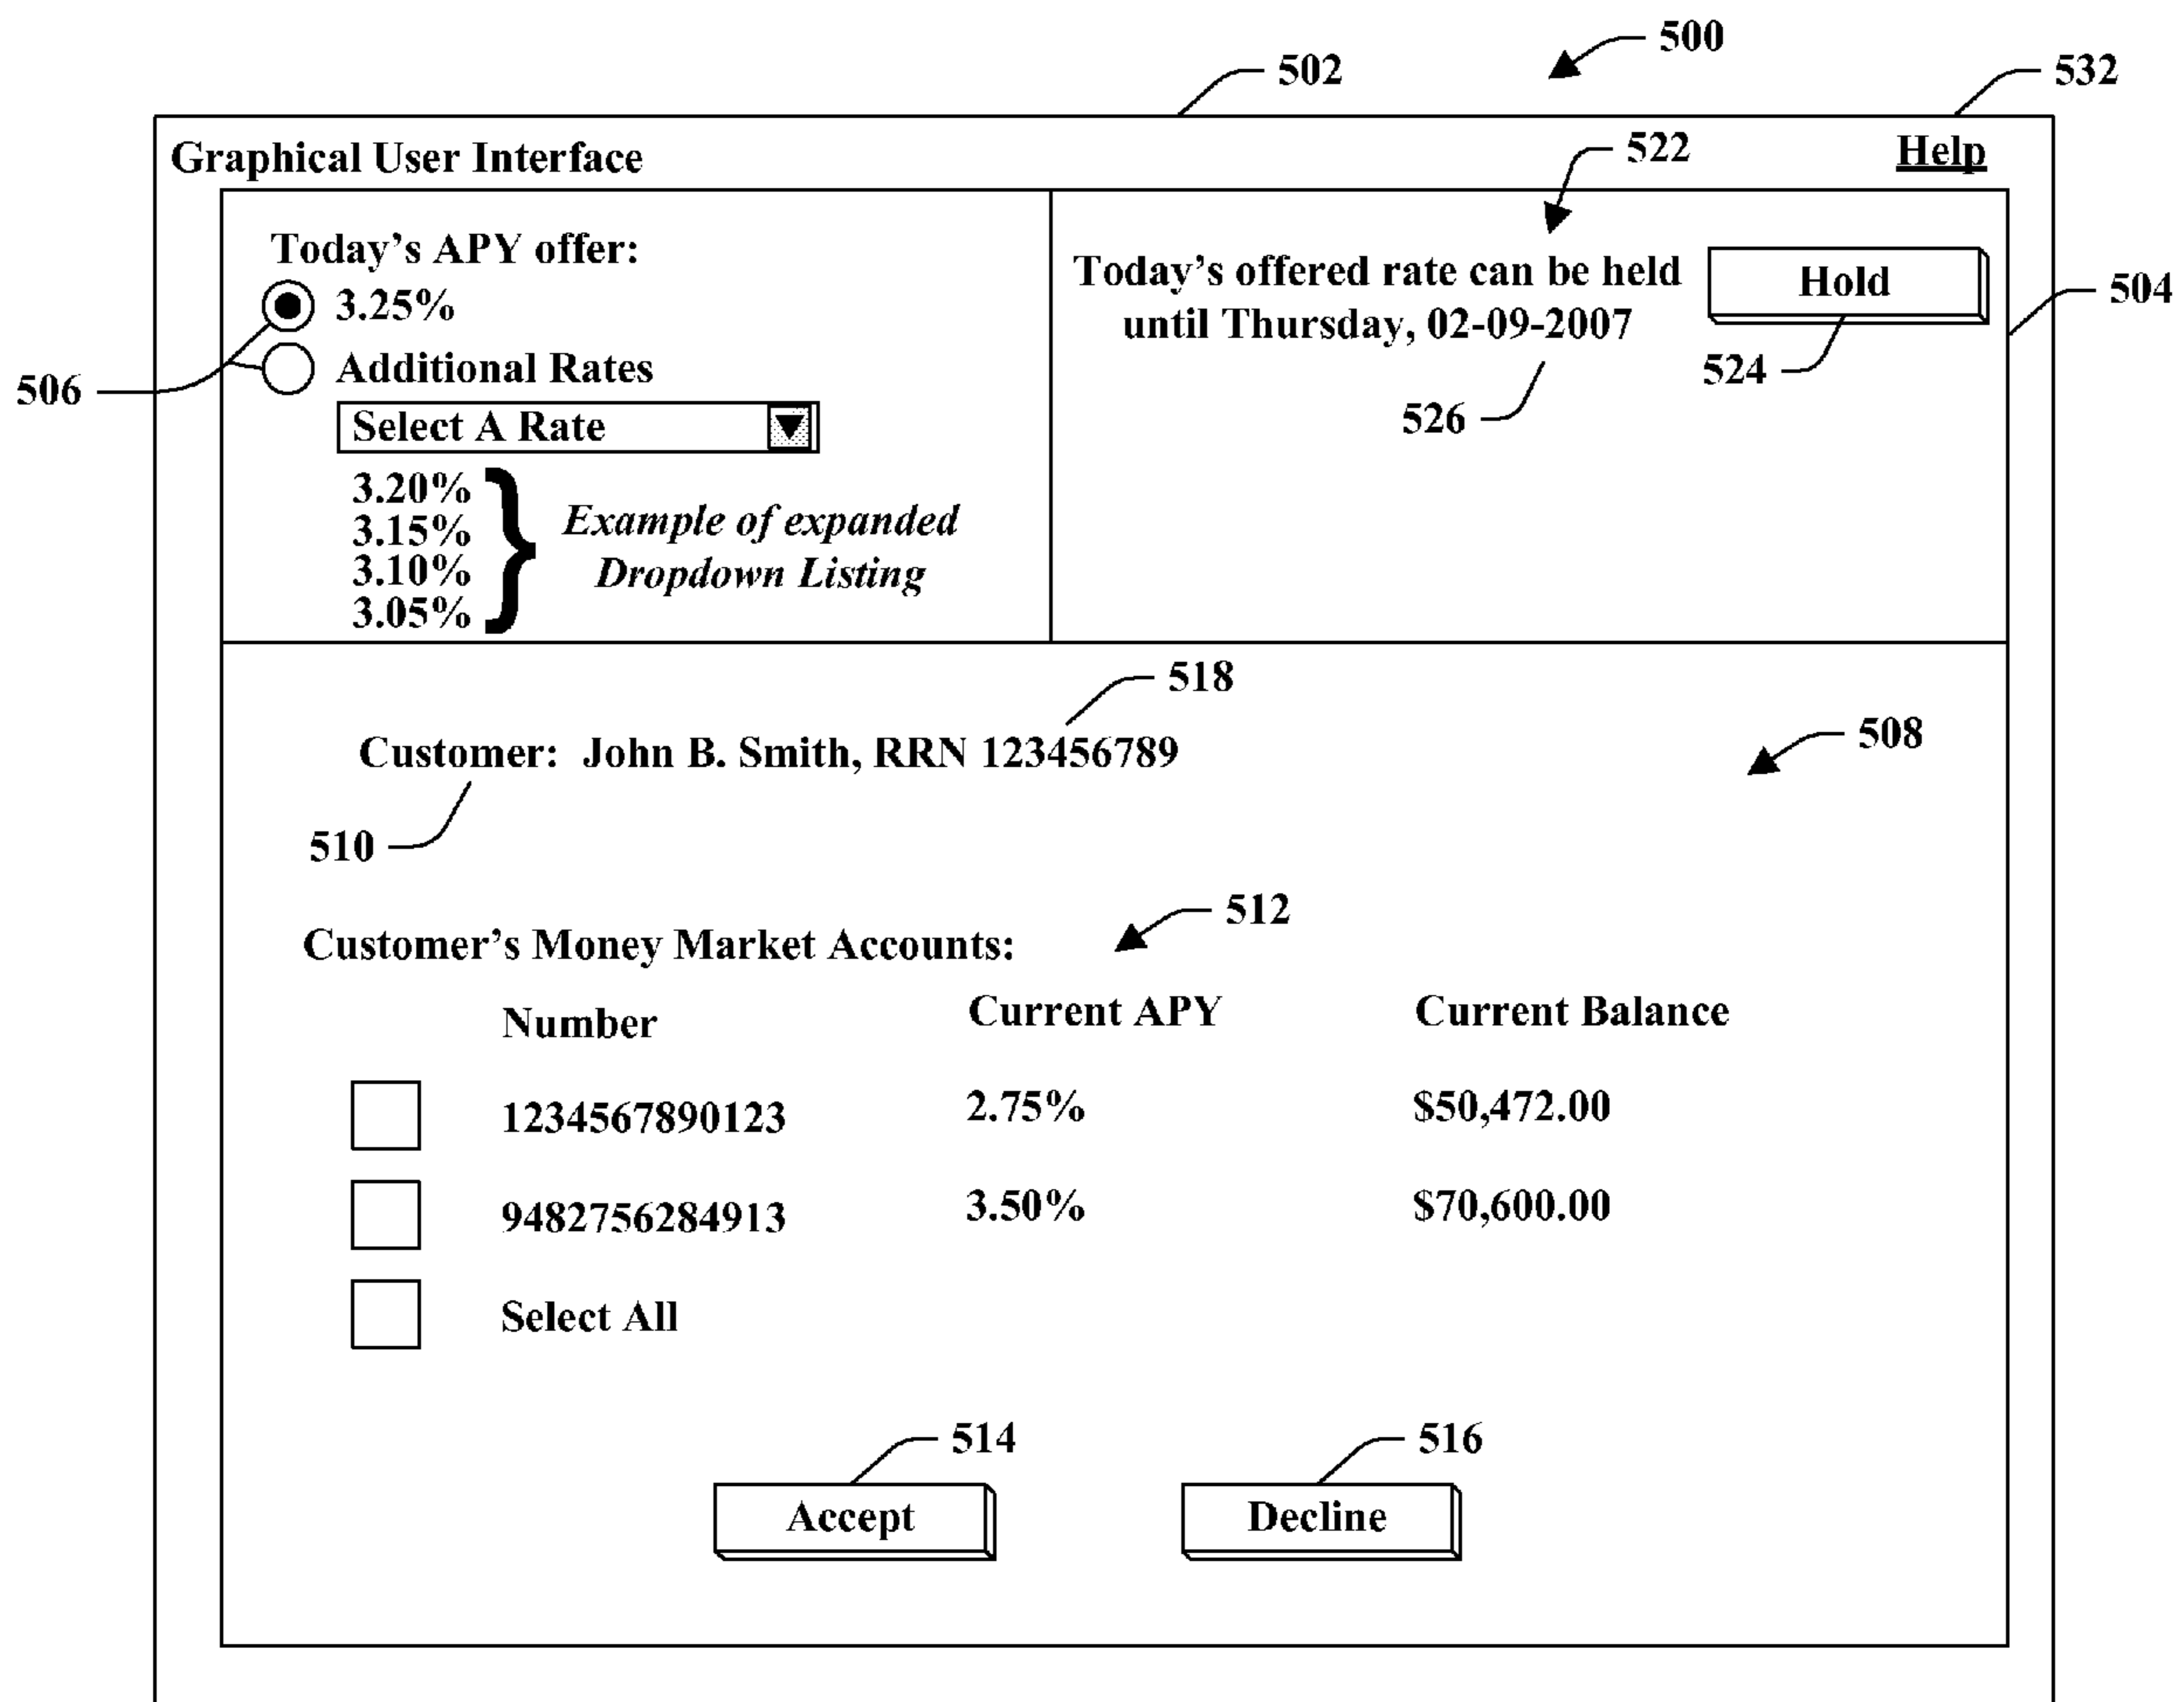 500
502
532
Graphical User Interface
522
Help
Today's APY offer:
3.25%
Today's offered rate can be held
until Thursday, 02-09-2007
Hold
504
506
Additional Rates
524
526
Select A Rate
3.20%
3.15%
3.10%
3.05%
}
Example of expanded
Dropdown Listing
518
Customer: John B. Smith, RRN 123456789
508
510
512
Customer's Money Market Accounts:
Number Current APY Current Balance
1234567890123 2.75% $50,472.00
9482756284913 3.50% $70,600.00
Select All
514
516
Accept
Decline